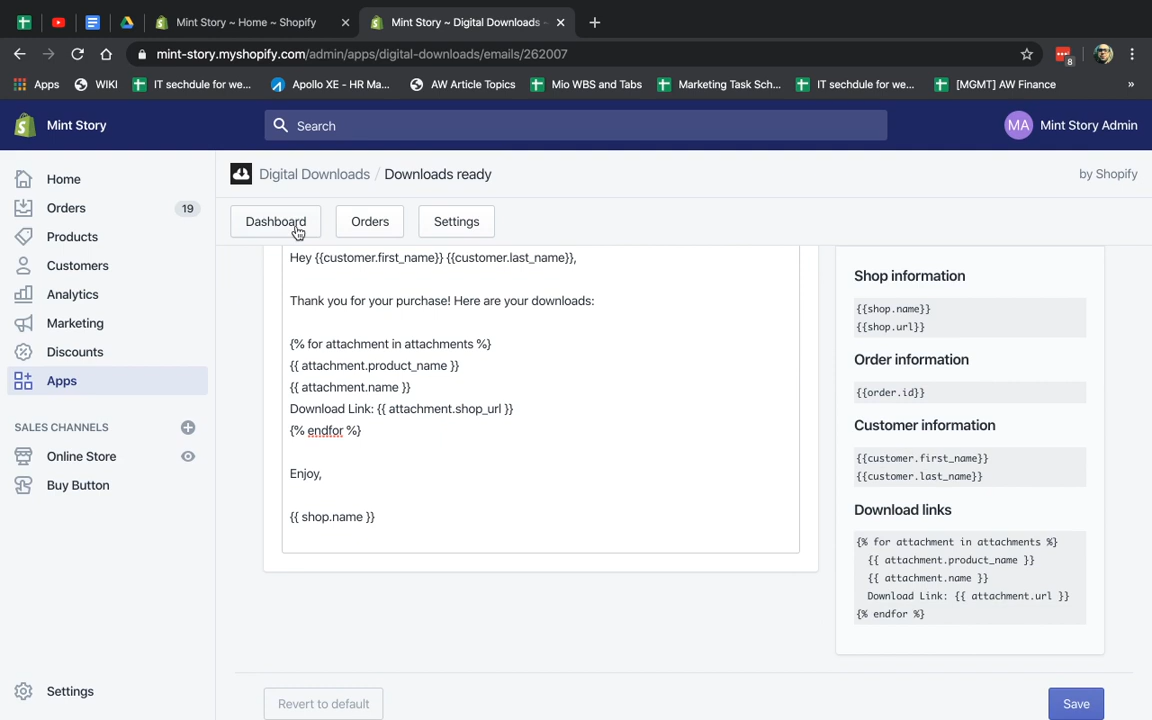 Mint Story ~ Home ~ Shopify
Mint Story ~ Digital Downloads ~
mint-story.myshopify.com/admin/apps/digital-downloads/emails/262007
8
Apps
WIKI
IT sechdule for we...
Apollo XE - HR Ma...
AW Article Topics
Mio WBS and Tabs
Marketing Task Sch...
IT sechdule for we...
[MGMT] AW Finance
»
Mint Story
Search
MA
Mint Story Admin
Home
Orders
19
Products
Customers
Analytics
Marketing
Discounts
Apps
SALES CHANNELS
Online Store
Buy Button
Settings
Digital Downloads / Downloads ready
by Shopify
Dashboard
Orders
Settings
Hey {{customer.first_name}} {{customer.last_name}},
Thank you for your purchase! Here are your downloads:
{% for attachment in attachments %}
{{ attachment.product_name }}
{{ attachment.name }}
Download Link: {{ attachment.shop_url }}
{% endfor %}
Enjoy,
{{ shop.name }}
Shop information
{{shop.name}}
{{shop.url}}
Order information
{{order.id}}
Customer information
{{customer.first_name}}
{{customer.last_name}}
Download links
{% for attachment in attachments %}
{{ attachment.product_name }}
{{ attachment.name }}
Download Link: {{ attachment.url }}
{% endfor %}
Revert to default
Save